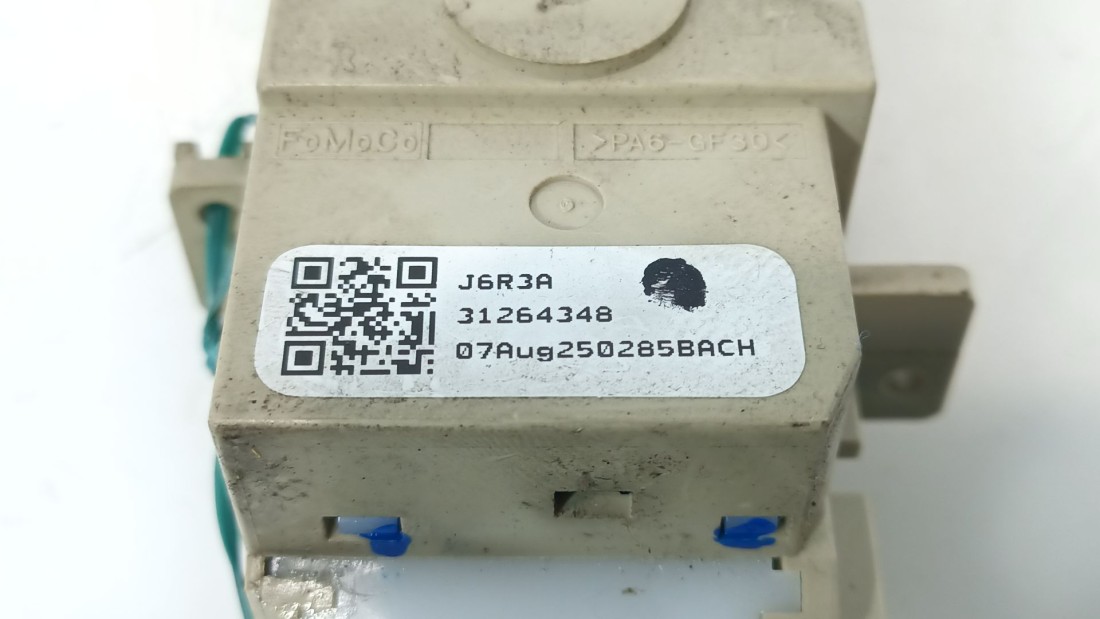 FoMoCo >PA6-GF30<
J6R3A
31264348
07Aug250285BACH